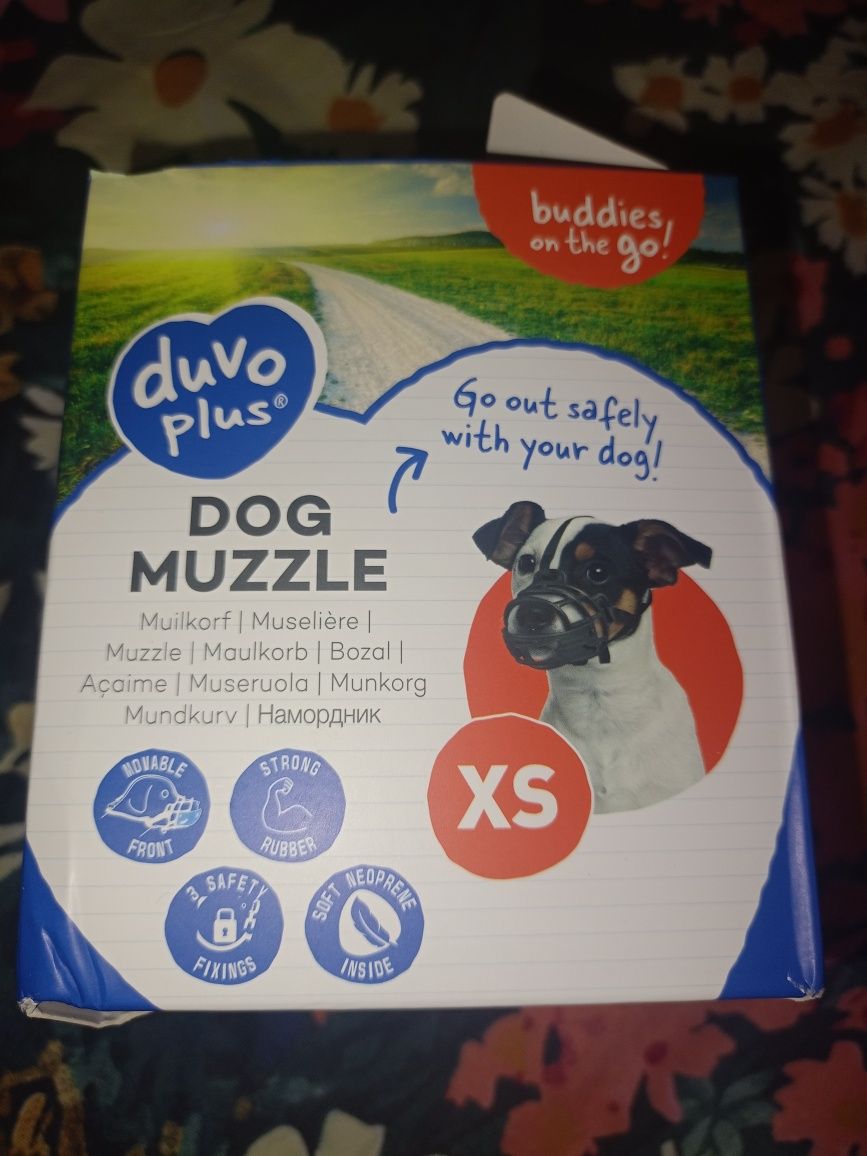 buddies
on the go!
duvo
plus®
Go out safely
with your dog!
DOG
MUZZLE
Muilkorf | Muselière |
Muzzle | Maulkorb | Bozal |
Açaime | Museruola | Munkorg
Mundkurv | Намордник
MOVABLE
FRONT
STRONG
RUBBER
XS
3 SAFETY
FIXINGS
SOFT NEOPRENE
INSIDE